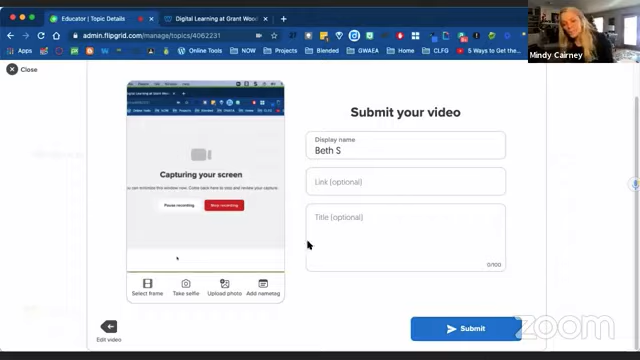 Educator | Topic Details
Digital Learning at Grant Wood
admin.flipgrid.com/manage/topics/4062231
Apps
Online Tools
NOW
Projects
GWAEA
Home
CLFG
5 Ways to Get the
Mindy Cairney
Close
Capturing your screen
Pause recording
Stop recording
Select frame
Take selfie
Upload photo
Add nametag
Edit video
Submit your video
Display name
Beth S
Link (optional)
Title (optional)
0/100
Submit
zoom